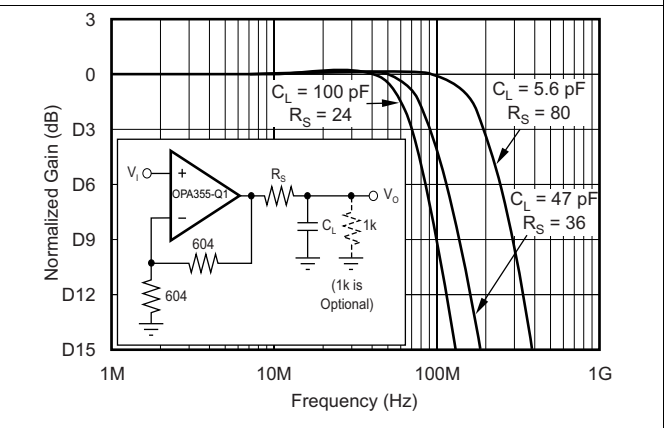 3
0
D3
D6
D9
D12
D15
Normalized Gain (dB)
C_L = 100 pF
R_S = 24
C_L = 5.6 pF
R_S = 80
C_L = 47 pF
R_S = 36
V_I
+
−
OPA355-Q1
R_S
V_O
C_L
1k
604
(1k is
Optional)
604
1M
10M
100M
1G
Frequency (Hz)